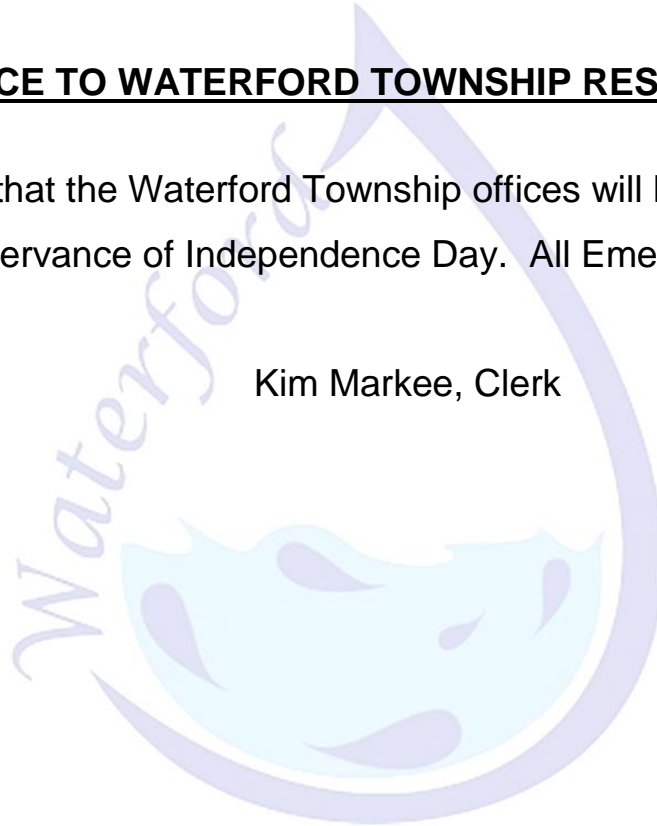 CE TO WATERFORD TOWNSHIP RES
that the Waterford Township offices will
ervance of Independence Day.  All Eme
Kim Markee, Clerk
Waterford